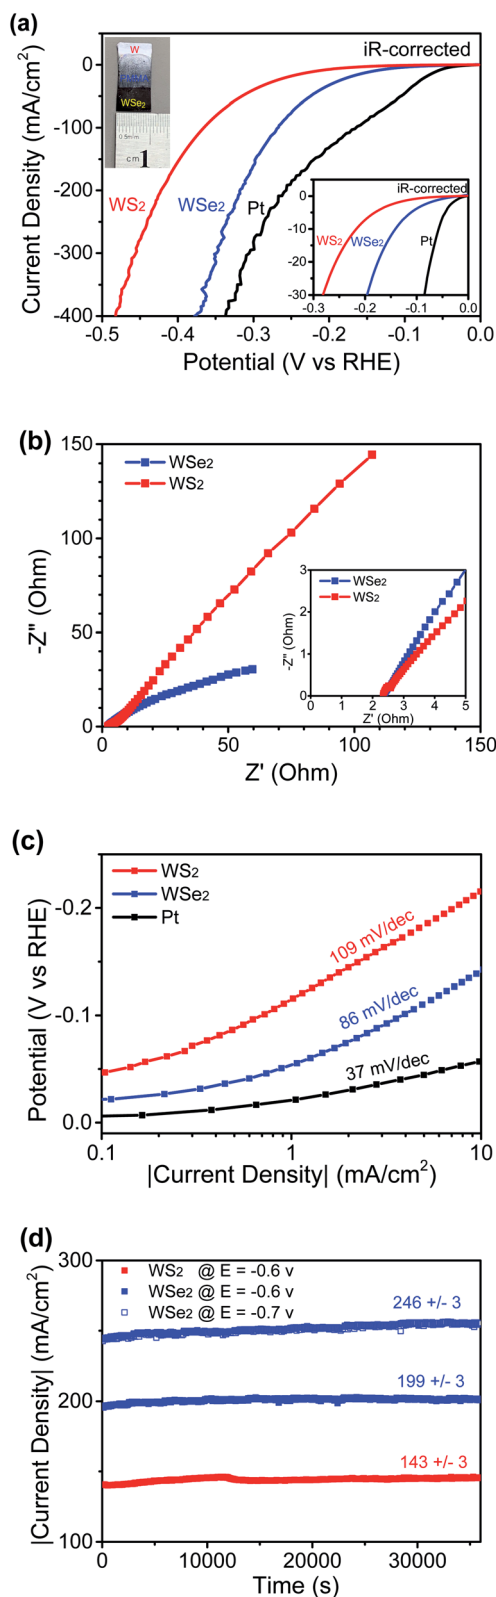 (a)
iR-corrected
W
PMMA
WSe2
0.5m/m
cm 1
WS2
WSe2
Pt
iR-corrected
WS2
WSe2
Pt
0
-10
-20
-30
-0.3
-0.2
-0.1
0.0
0
-100
-200
-300
-400
Current Density (mA/cm2)
-0.5
-0.4
-0.3
-0.2
-0.1
0.0
Potential (V vs RHE)
(b)
WSe2
WS2
150
100
50
0
-Z" (Ohm)
WSe2
WS2
3
2
1
0
-Z" (Ohm)
0 1 2 3 4 5
Z' (Ohm)
0
50
100
150
Z' (Ohm)
(c)
WS2
WSe2
Pt
109 mV/dec
86 mV/dec
37 mV/dec
-0.2
-0.1
0.0
Potential (V vs RHE)
0.1
1
10
|Current Density| (mA/cm2)
(d)
WS2 @ E = -0.6 v
WSe2 @ E = -0.6 v
WSe2 @ E = -0.7 v
246 +/- 3
199 +/- 3
143 +/- 3
300
200
100
|Current Density| (mA/cm2)
0
10000
20000
30000
Time (s)